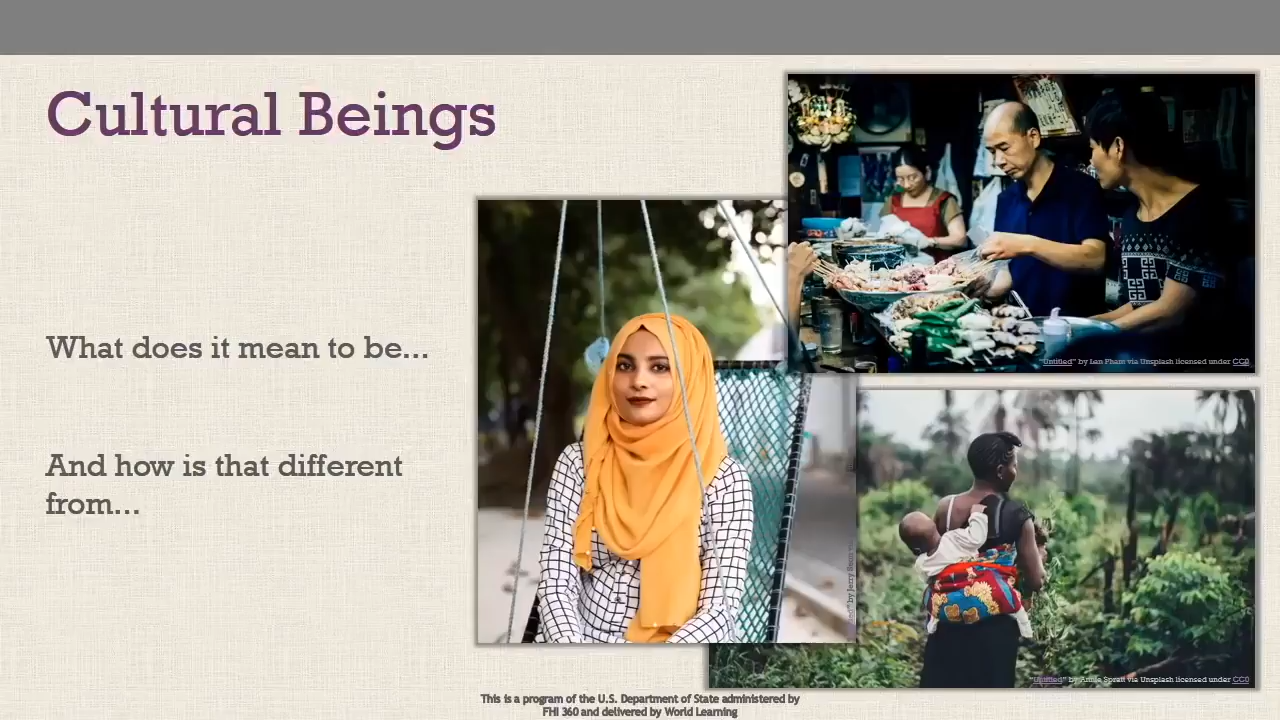 Cultural Beings
What does it mean to be...
And how is that different
from...
"Untitled" by Lan Pham via Unsplash licensed under CC0
by Jerry
"Untitled" by Annie Spratt via Unsplash licensed under CC0
This is a program of the U.S. Department of State administered by
FHI 360 and delivered by World Learning